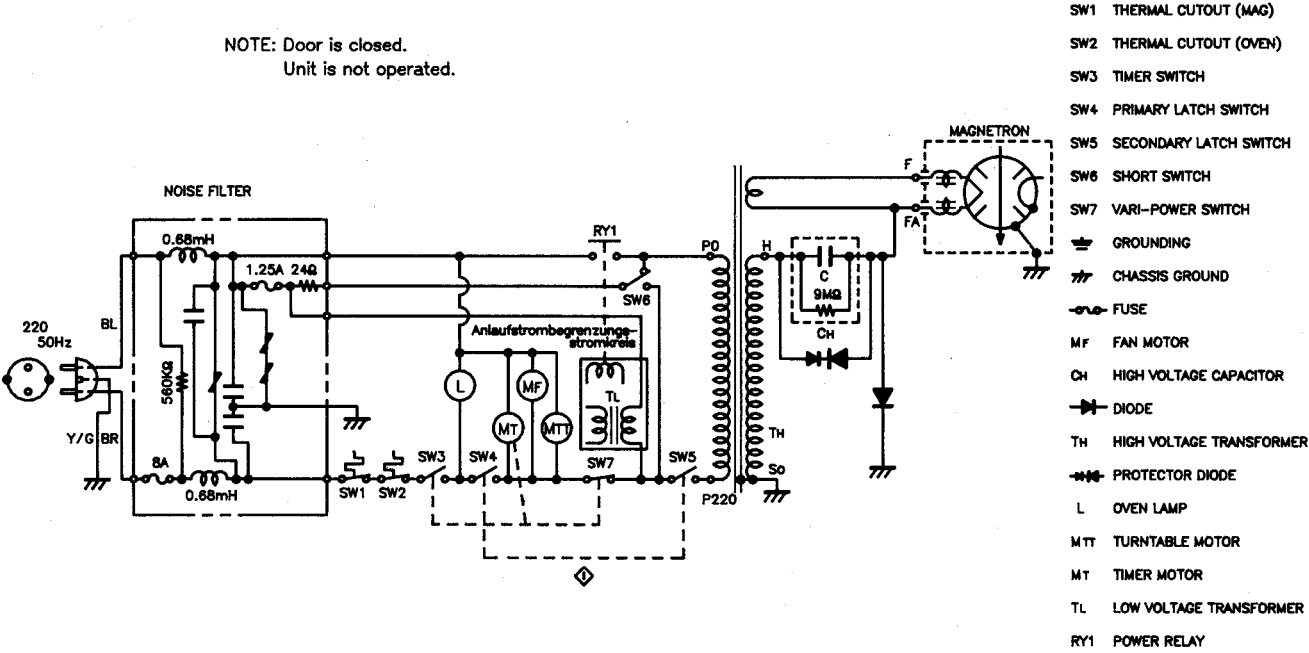 NOTE: Door is closed.
Unit is not operated.
NOISE FILTER
0.68mH
1.25A 24Ω
220
50Hz
BL
560KΩ
Y/G
BR
8A
0.68mH
RY1
SW6
Anlaufstrombegrenzungs-
stromkreis
L
MF
MT
MTT
TL
SW1
SW2
SW3
SW4
SW7
SW5
P0
P220
H
TH
So
C
9MΩ
CH
F
FA
MAGNETRON
SW1 THERMAL CUTOUT (MAG)
SW2 THERMAL CUTOUT (OVEN)
SW3 TIMER SWITCH
SW4 PRIMARY LATCH SWITCH
SW5 SECONDARY LATCH SWITCH
SW6 SHORT SWITCH
SW7 VARI-POWER SWITCH
GROUNDING
CHASSIS GROUND
FUSE
MF FAN MOTOR
CH HIGH VOLTAGE CAPACITOR
DIODE
TH HIGH VOLTAGE TRANSFORMER
PROTECTOR DIODE
L OVEN LAMP
MTT TURNTABLE MOTOR
MT TIMER MOTOR
TL LOW VOLTAGE TRANSFORMER
RY1 POWER RELAY